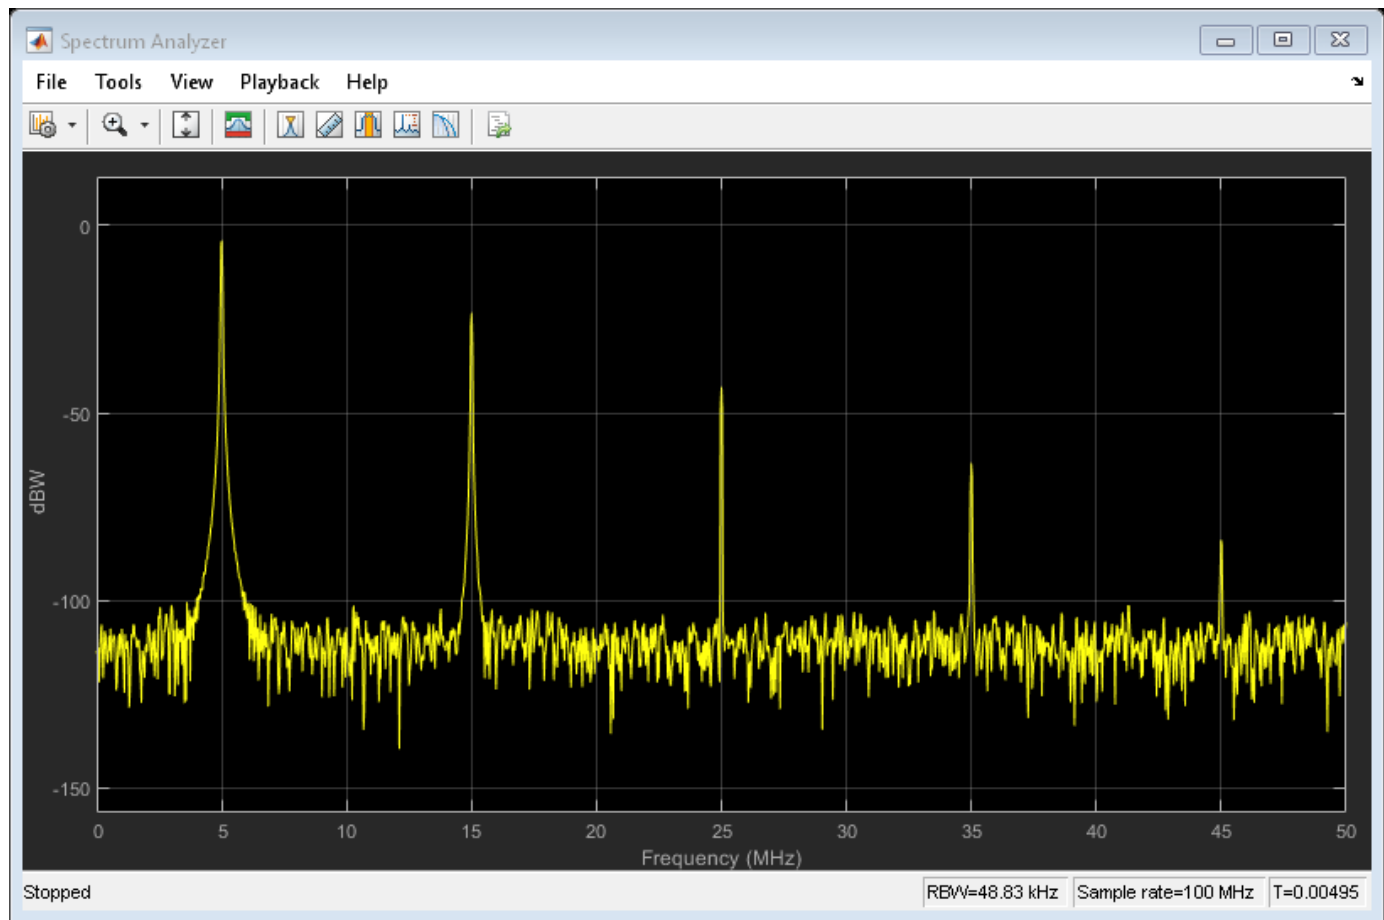 Spectrum Analyzer
File Tools View Playback Help
0
-50
-100
-150
dBW
0 5 10 15 20 25 30 35 40 45 50
Frequency (MHz)
Stopped RBW=48.83 kHz Sample rate=100 MHz T=0.00495